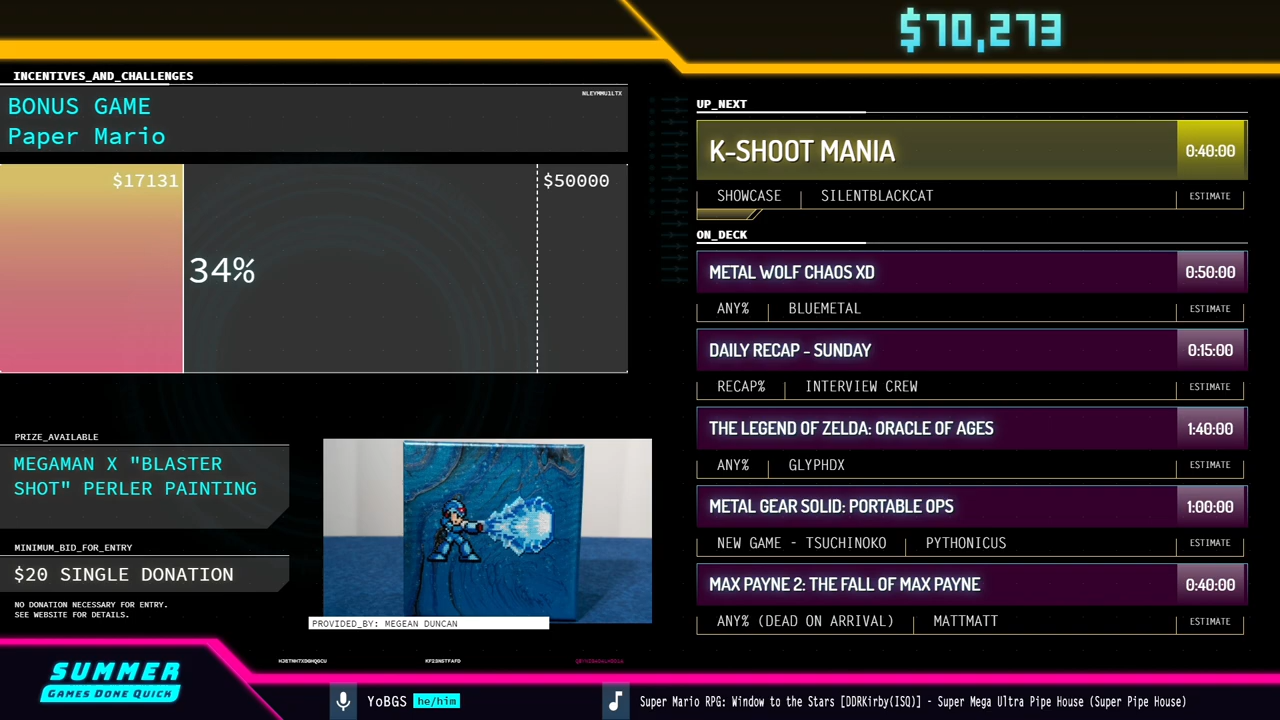 $70,273
INCENTIVES_AND_CHALLENGES
NLEYMMU1LTX
BONUS GAME
Paper Mario
$17131
$50000
34%
PRIZE_AVAILABLE
MEGAMAN X "BLASTER
SHOT" PERLER PAINTING
MINIMUM_BID_FOR_ENTRY
$20 SINGLE DONATION
NO DONATION NECESSARY FOR ENTRY.
SEE WEBSITE FOR DETAILS.
PROVIDED_BY: MEGEAN DUNCAN
UP_NEXT
K-SHOOT MANIA 0:40:00
SHOWCASE SILENTBLACKCAT ESTIMATE
ON_DECK
METAL WOLF CHAOS XD 0:50:00
ANY% BLUEMETAL ESTIMATE
DAILY RECAP - SUNDAY 0:15:00
RECAP% INTERVIEW CREW ESTIMATE
THE LEGEND OF ZELDA: ORACLE OF AGES 1:40:00
ANY% GLYPHDX ESTIMATE
METAL GEAR SOLID: PORTABLE OPS 1:00:00
NEW GAME - TSUCHINOKO PYTHONICUS ESTIMATE
MAX PAYNE 2: THE FALL OF MAX PAYNE 0:40:00
ANY% (DEAD ON ARRIVAL) MATTMATT ESTIMATE
SUMMER
GAMES DONE QUICK
YoBGS he/him
Super Mario RPG: Window to the Stars [DDRKirby(ISQ)] - Super Mega Ultra Pipe House (Super Pipe House)